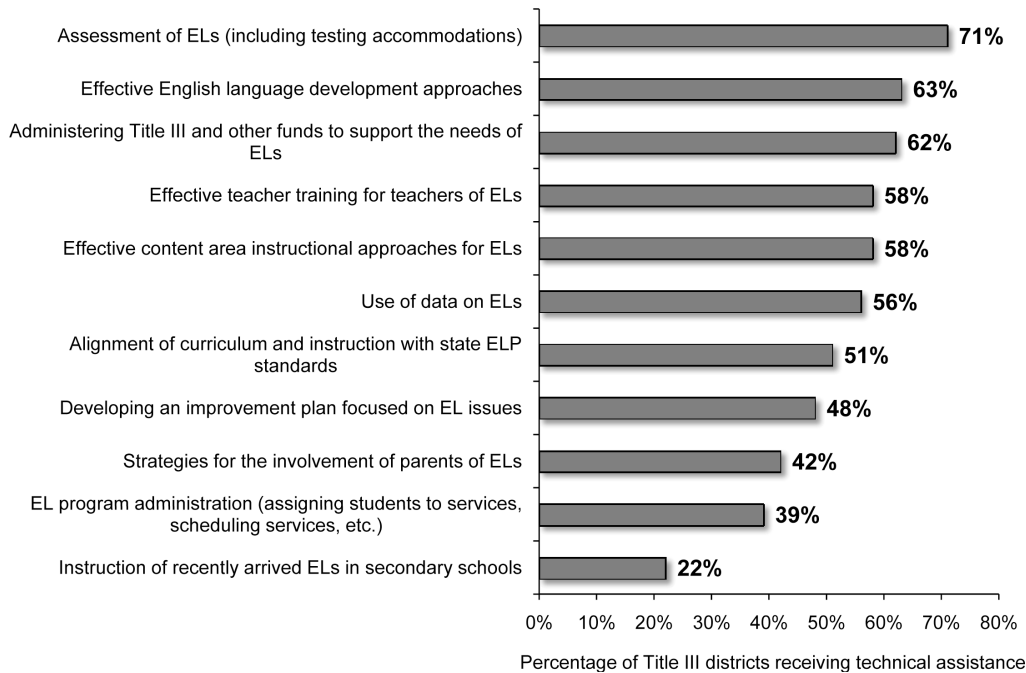 Assessment of ELs (including testing accommodations)
71%
Effective English language development approaches
63%
Administering Title III and other funds to support the needs of
ELs
62%
Effective teacher training for teachers of ELs
58%
Effective content area instructional approaches for ELs
58%
Use of data on ELs
56%
Alignment of curriculum and instruction with state ELP
standards
51%
Developing an improvement plan focused on EL issues
48%
Strategies for the involvement of parents of ELs
42%
EL program administration (assigning students to services,
scheduling services, etc.)
39%
Instruction of recently arrived ELs in secondary schools
22%
0% 10% 20% 30% 40% 50% 60% 70% 80%
Percentage of Title III districts receiving technical assistance